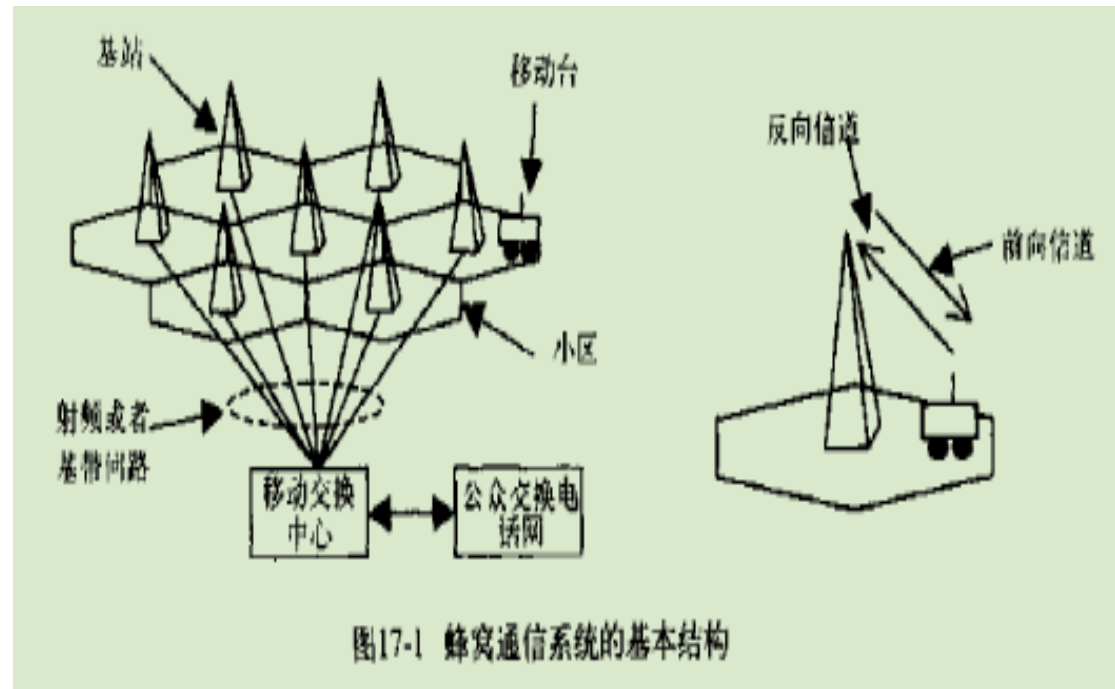 基站
移动台
反向信道
前向信道
小区
射频或者
基带回路
移动交换
中心
公众交换电
话网
图17-1 蜂窝通信系统的基本结构